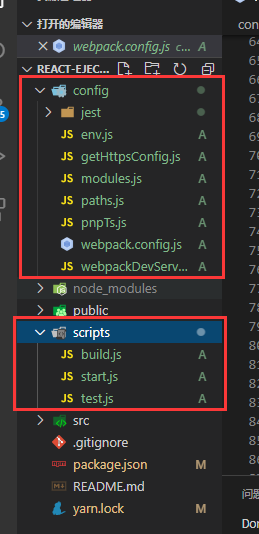 打开的编辑器
webpack.config.js c... A
REACT-EJEC...
config
jest
JS env.js A
JS getHttpsConfig.js A
JS modules.js A
JS paths.js A
JS pnpTs.js A
webpack.config.js A
JS webpackDevServ... A
node_modules
public
scripts
JS build.js A
JS start.js A
JS test.js A
src
.gitignore
package.json M
README.md
yarn.lock M
con
65
66
67
68
69
70
71
72
73
74
75
76
77
78
79
80
81
82
83
84
85
86
问题
Don